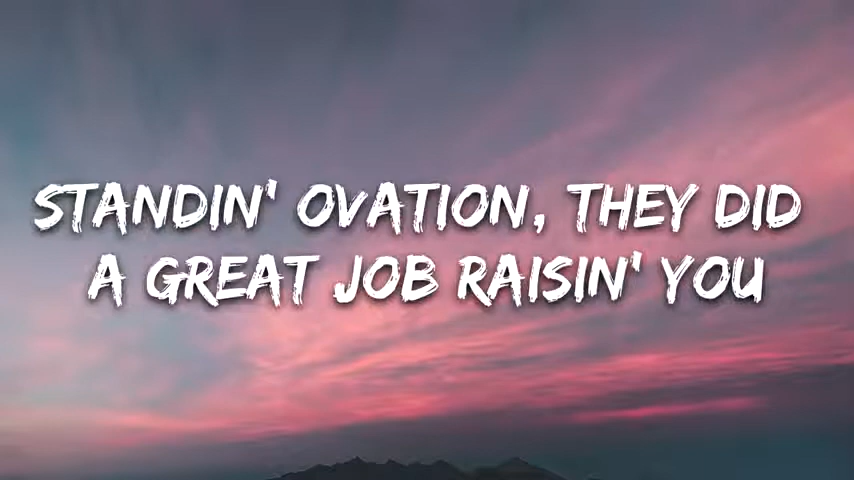 STANDIN' OVATION, THEY DID
A GREAT JOB RAISIN' YOU